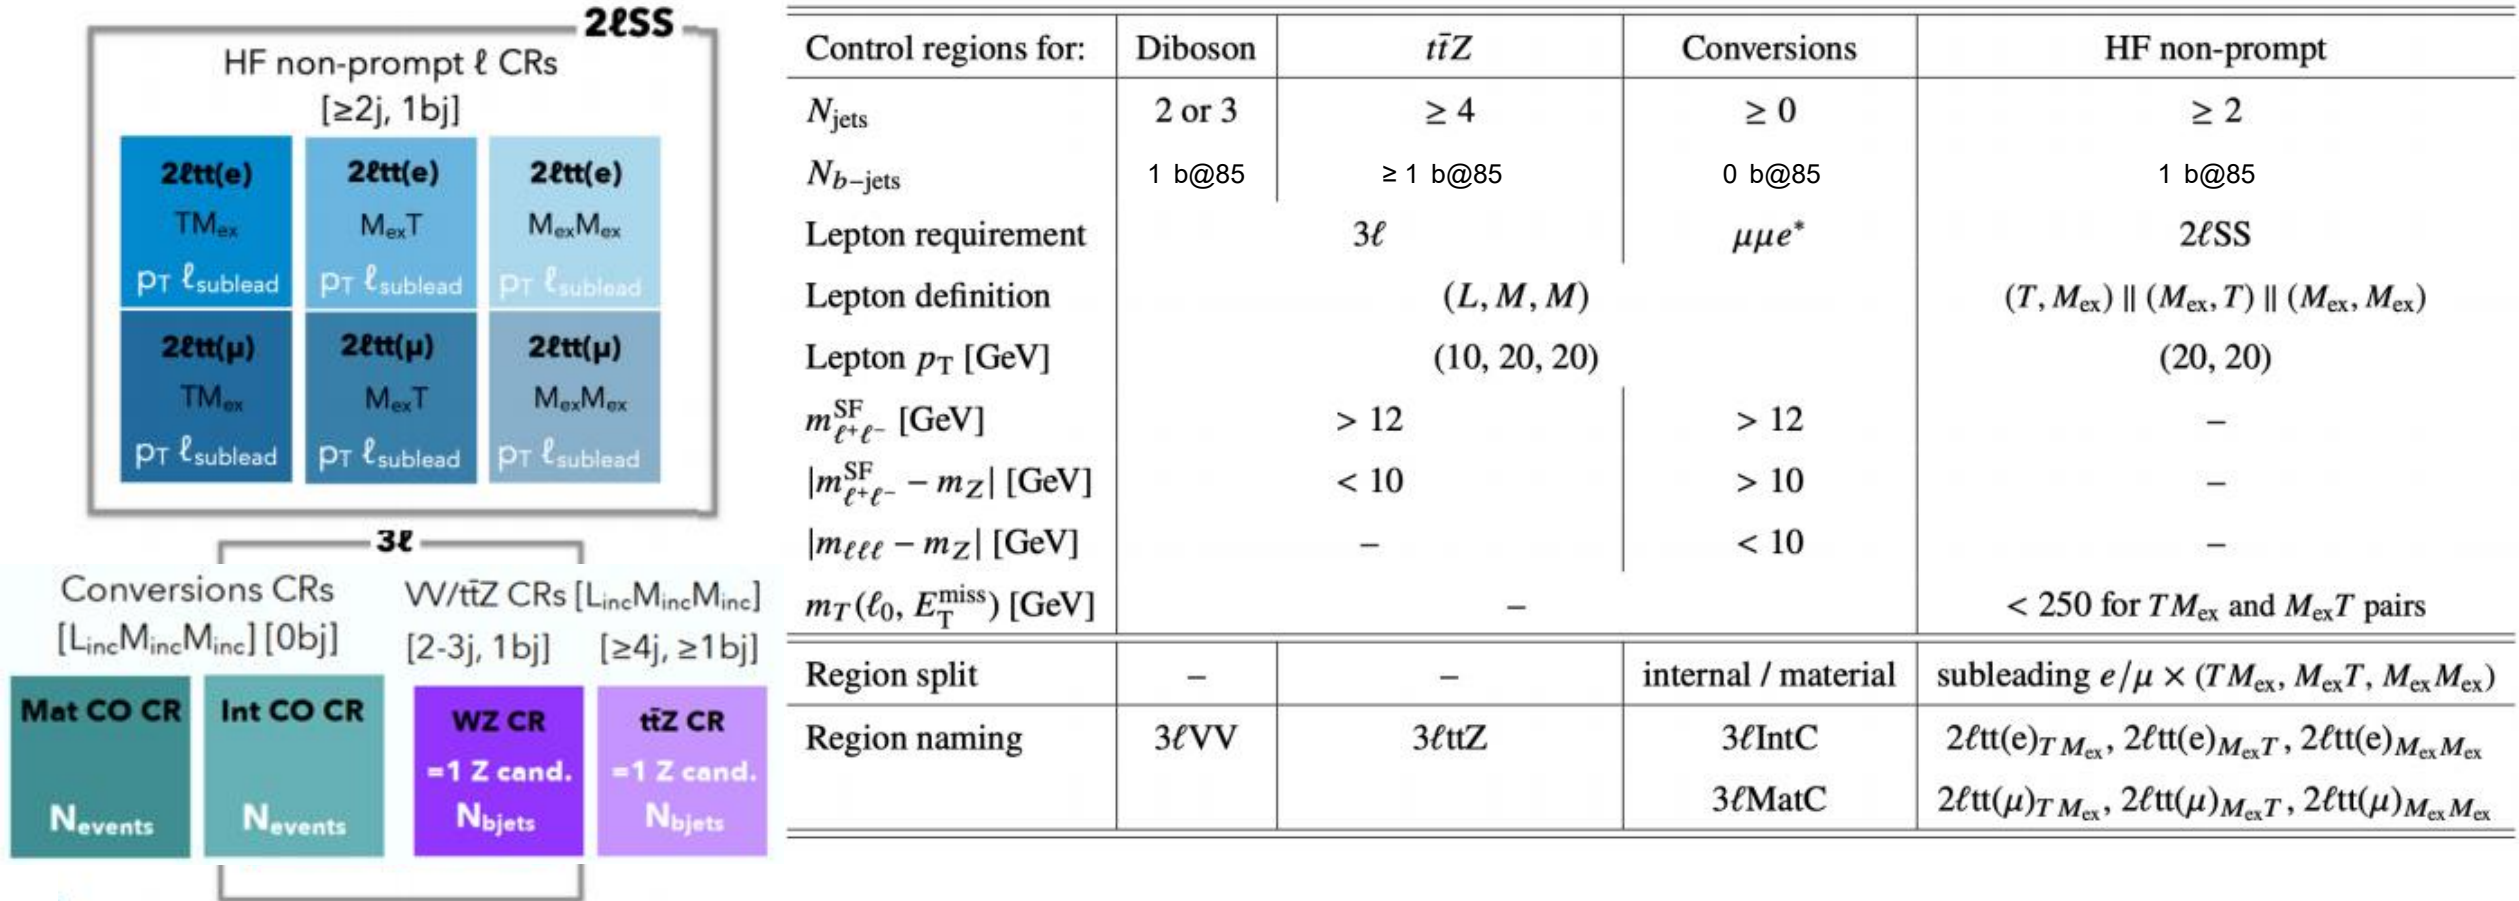 2ℓSS
HF non-prompt ℓ CRs
[≥2j, 1bj]
2ℓtt(e) 2ℓtt(e) 2ℓtt(e)
TMex MexT MexMex
pT ℓsublead pT ℓsublead pT ℓsublead
2ℓtt(μ) 2ℓtt(μ) 2ℓtt(μ)
TMex MexT MexMex
pT ℓsublead pT ℓsublead pT ℓsublead
3ℓ
Conversions CRs
[LincMincMinc] [0bj]
VV/tt̄Z CRs [LincMincMinc]
[2-3j, 1bj] [≥4j, ≥1bj]
Mat CO CR
Nevents
Int CO CR
Nevents
WZ CR
=1 Z cand.
Nbjets
tt̄Z CR
=1 Z cand.
Nbjets
Control regions for: Diboson tt̄Z Conversions HF non-prompt
Njets 2 or 3 ≥ 4 ≥ 0 ≥ 2
Nb−jets 1 b@85 ≥ 1 b@85 0 b@85 1 b@85
Lepton requirement 3ℓ μμe* 2ℓSS
Lepton definition (L, M, M) (T, Mex) || (Mex, T) || (Mex, Mex)
Lepton pT [GeV] (10, 20, 20) (20, 20)
m^SF_ℓ+ℓ− [GeV] > 12 > 12 –
|m^SF_ℓ+ℓ− − mZ| [GeV] < 10 > 10 –
|mℓℓℓ − mZ| [GeV] – < 10 –
mT(ℓ0, E_T^miss) [GeV] – < 250 for TMex and MexT pairs
Region split – – internal / material subleading e/μ × (TMex, MexT, MexMex)
Region naming 3ℓVV 3ℓttZ 3ℓIntC 2ℓtt(e)TMex, 2ℓtt(e)MexT, 2ℓtt(e)MexMex
3ℓMatC 2ℓtt(μ)TMex, 2ℓtt(μ)MexT, 2ℓtt(μ)MexMex